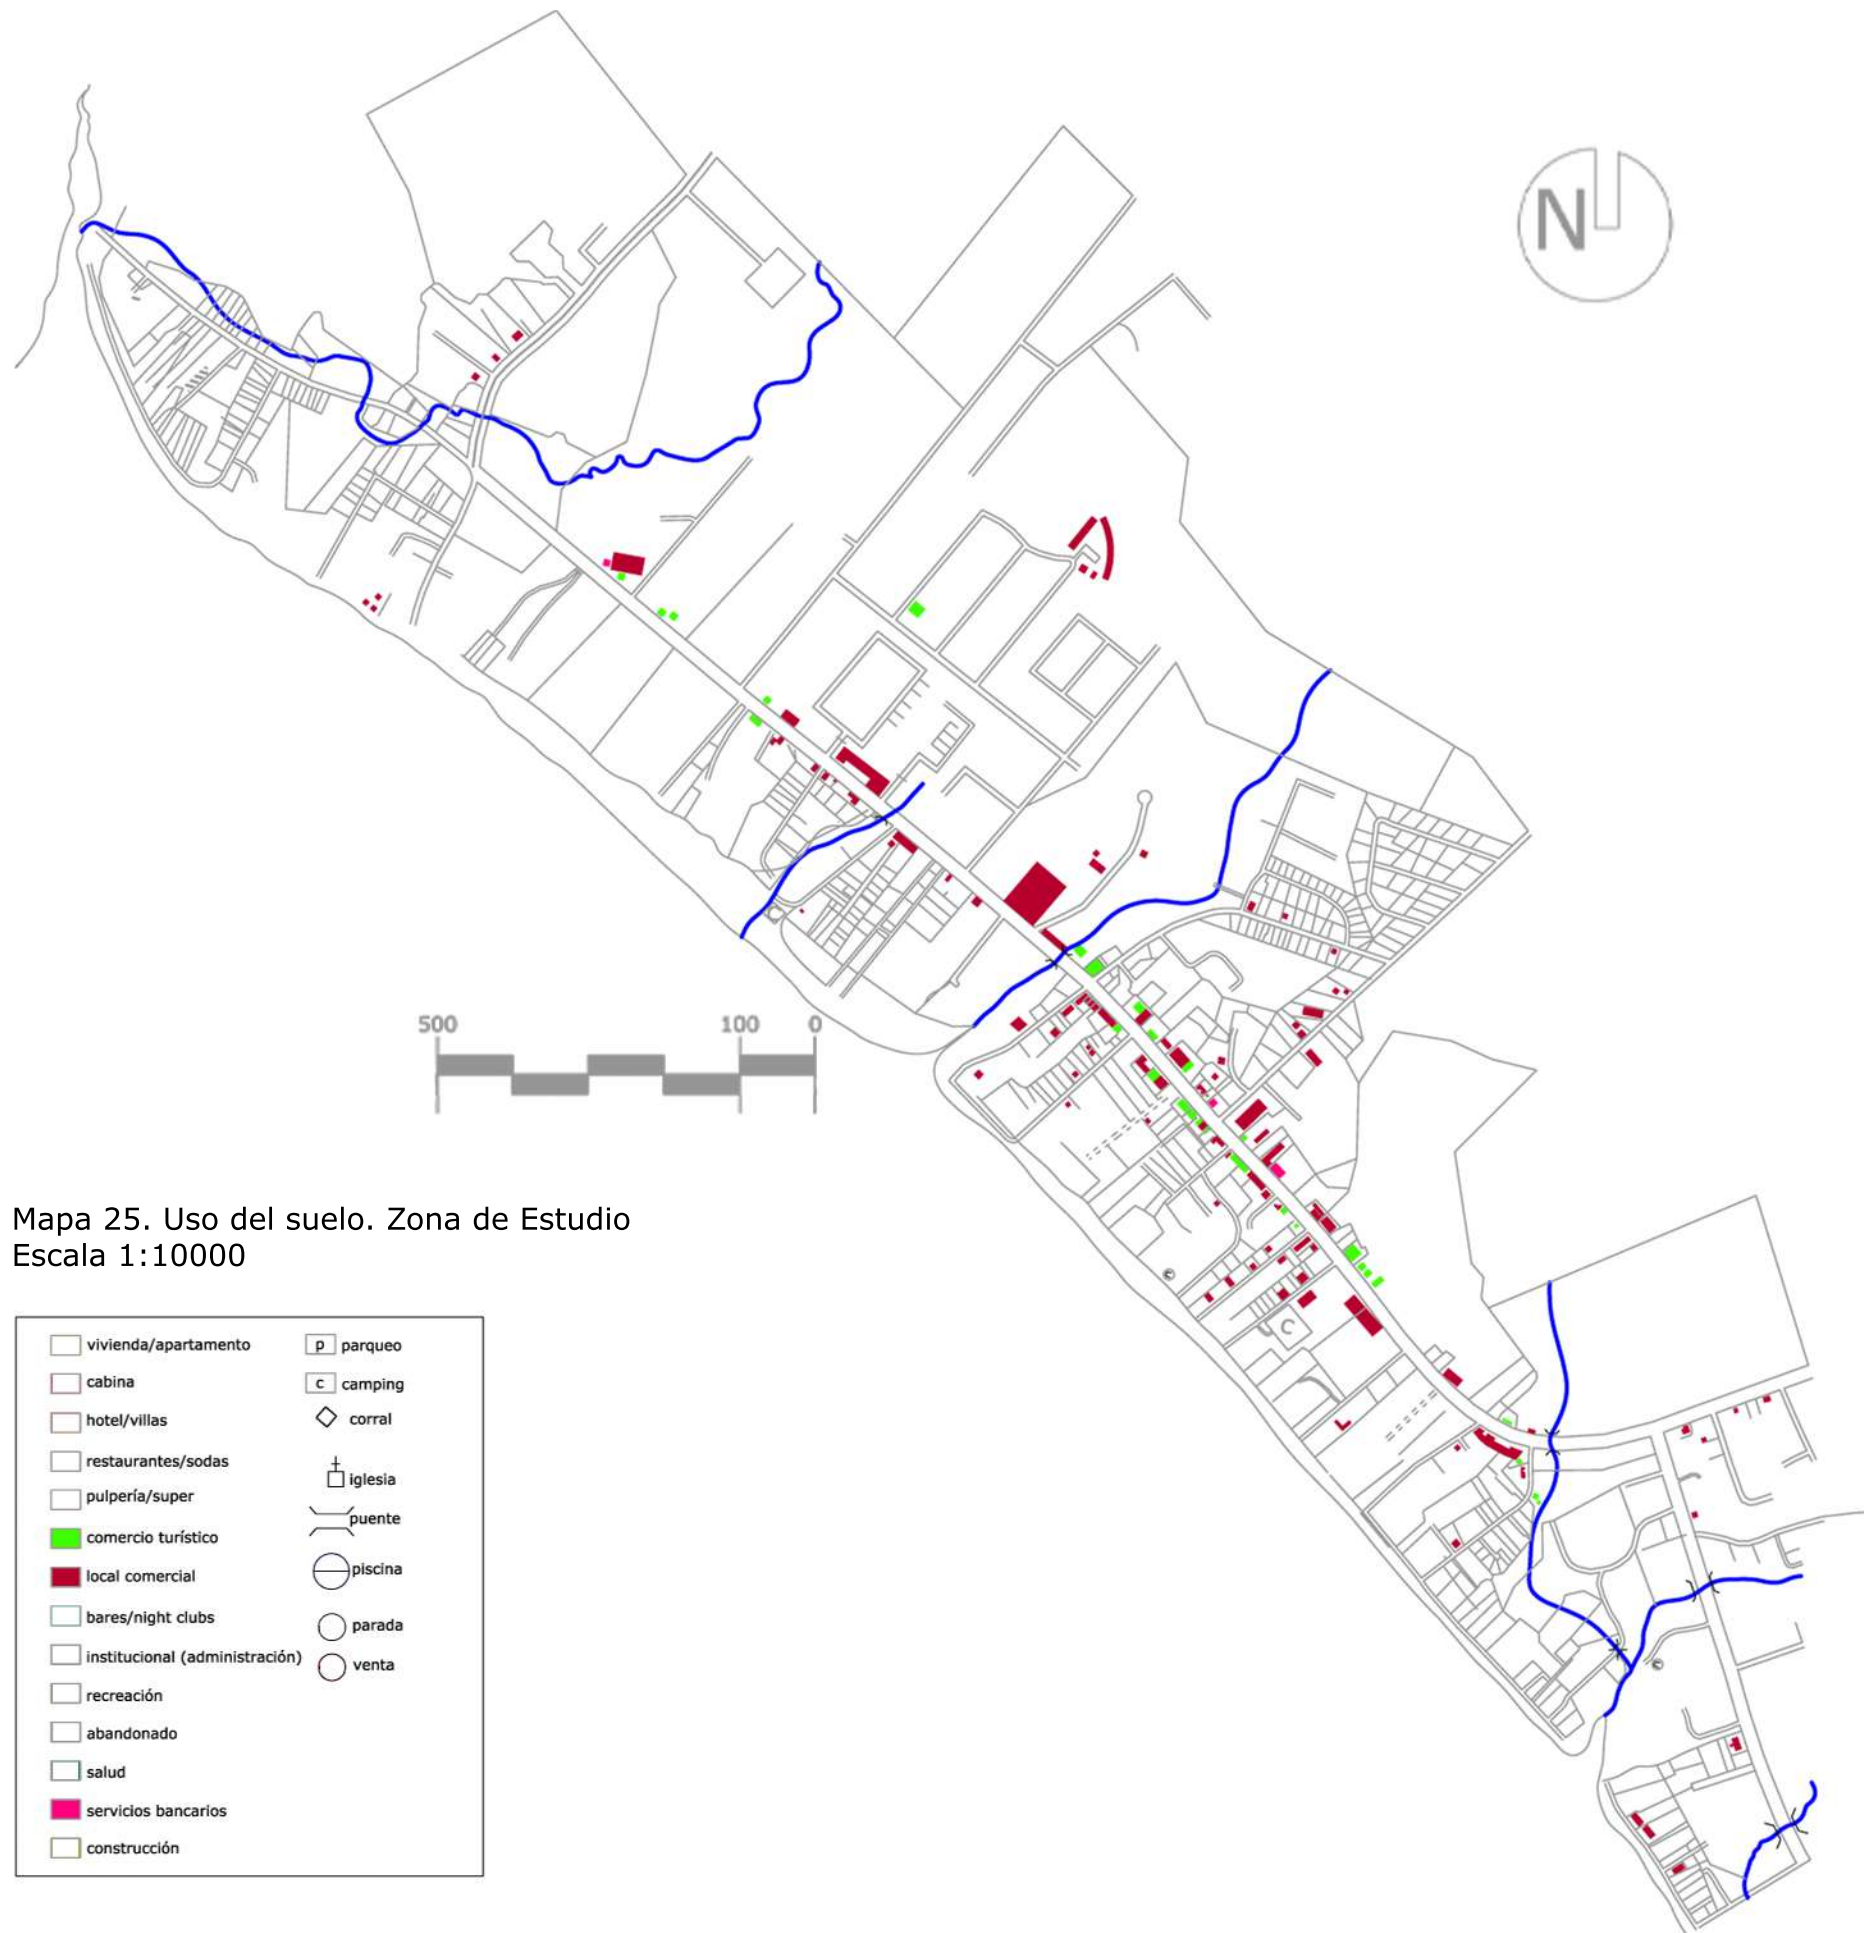 N
500 100 0
C
Mapa 25. Uso del suelo. Zona de Estudio
Escala 1:10000
vivienda/apartamento
cabina
hotel/villas
restaurantes/sodas
pulpería/super
comercio turístico
local comercial
bares/night clubs
institucional (administración)
recreación
abandonado
salud
servicios bancarios
construcción
p parqueo
c camping
corral
iglesia
puente
piscina
parada
venta